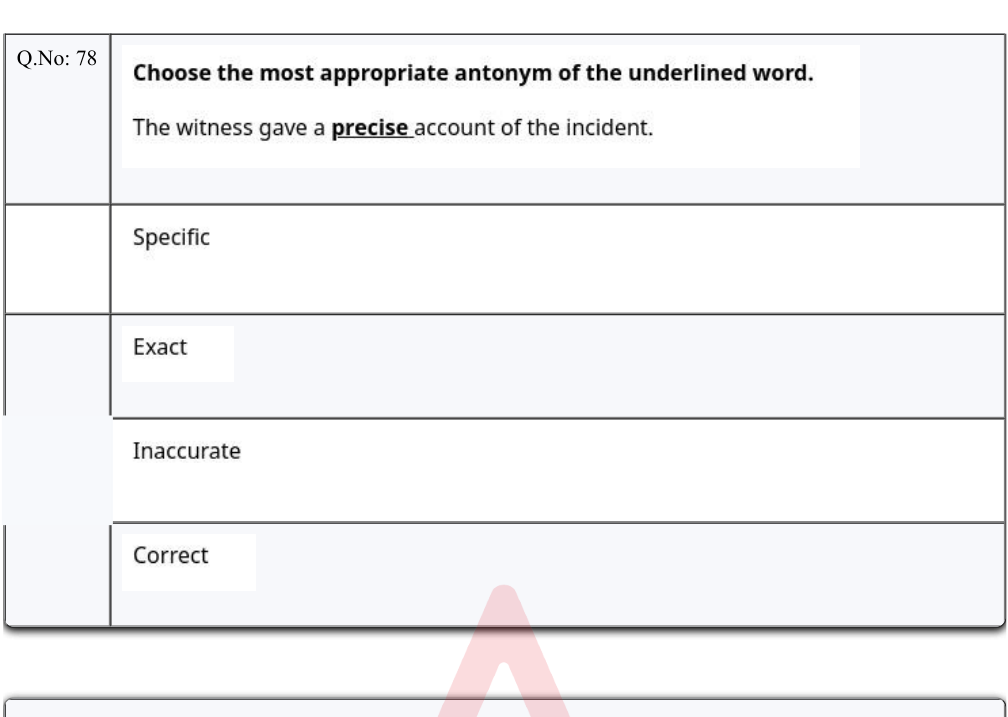 Q.No: 78
Choose the most appropriate antonym of the underlined word.
The witness gave a precise account of the incident.
Specific
Exact
Inaccurate
Correct